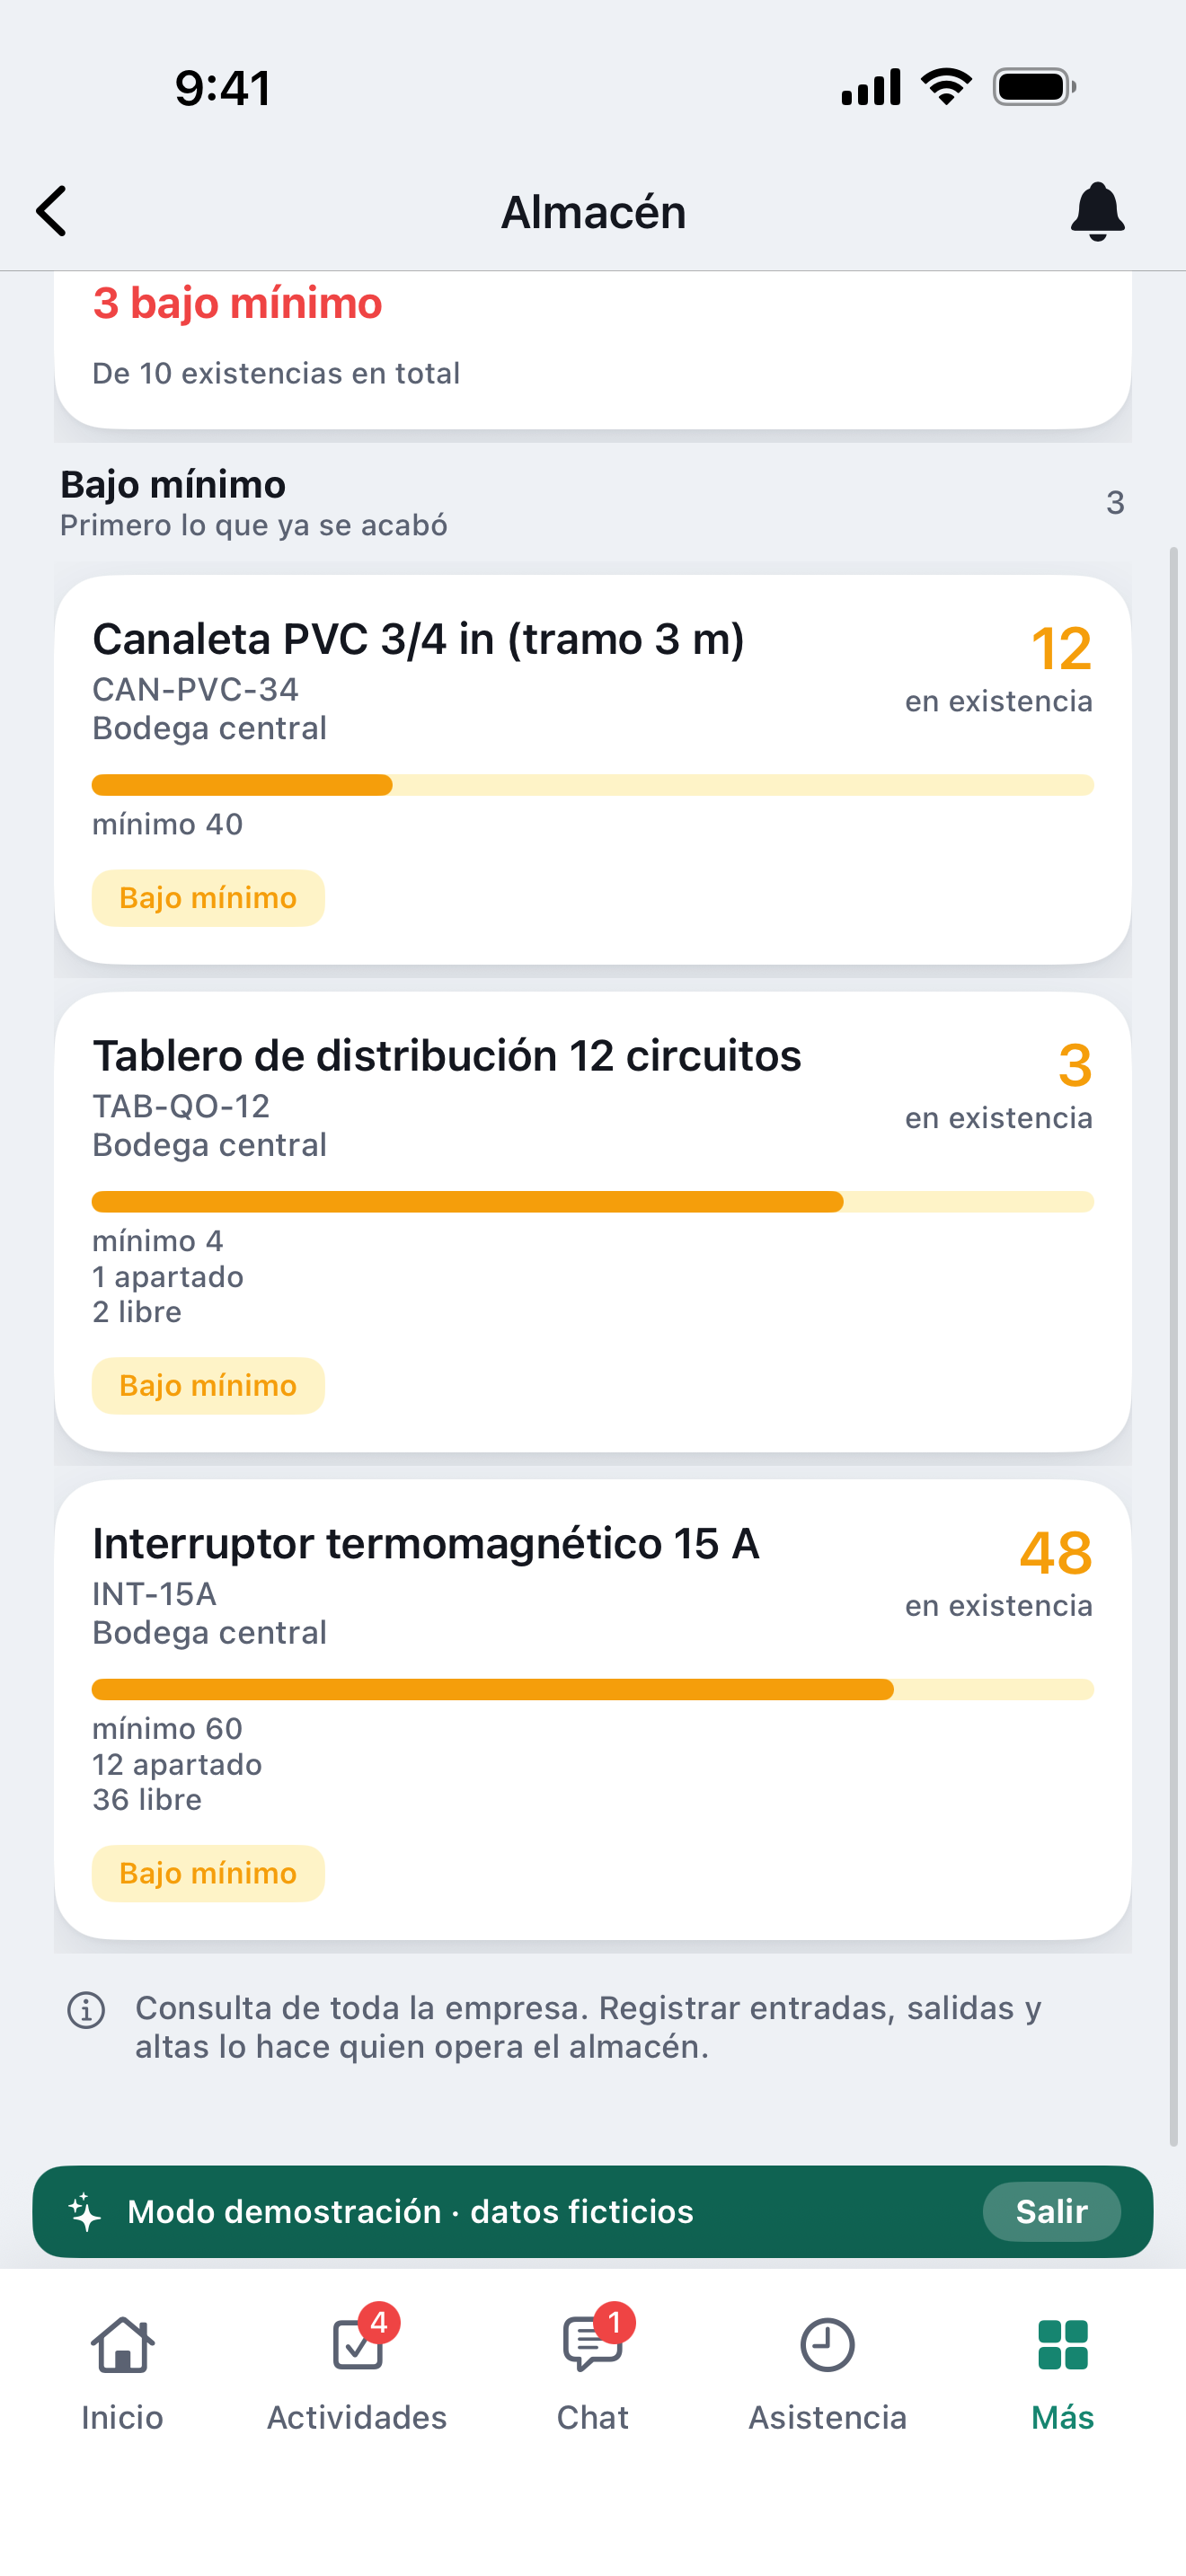 9:41
Almacén
3 bajo mínimo
De 10 existencias en total
Bajo mínimo
Primero lo que ya se acabó
3
Canaleta PVC 3/4 in (tramo 3 m)
12
CAN-PVC-34
en existencia
Bodega central
mínimo 40
Bajo mínimo
Tablero de distribución 12 circuitos
3
TAB-QO-12
en existencia
Bodega central
mínimo 4
1 apartado
2 libre
Bajo mínimo
Interruptor termomagnético 15 A
48
INT-15A
en existencia
Bodega central
mínimo 60
12 apartado
36 libre
Bajo mínimo
Consulta de toda la empresa. Registrar entradas, salidas y
altas lo hace quien opera el almacén.
Modo demostración · datos ficticios
Salir
4
1
Inicio
Actividades
Chat
Asistencia
Más